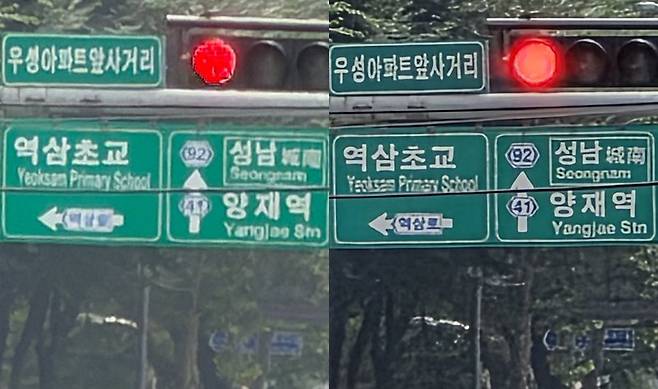 우성아파트앞사거리
역삼초교
Yeoksam Primary School
92
성남 城南
Seongnam
41
양재역
Yangjae Stn
우성아파트앞사거리
역삼초교
Yeoksam Primary School
역삼로
92
성남 城南
Seongnam
41
양재역
Yangjae Stn